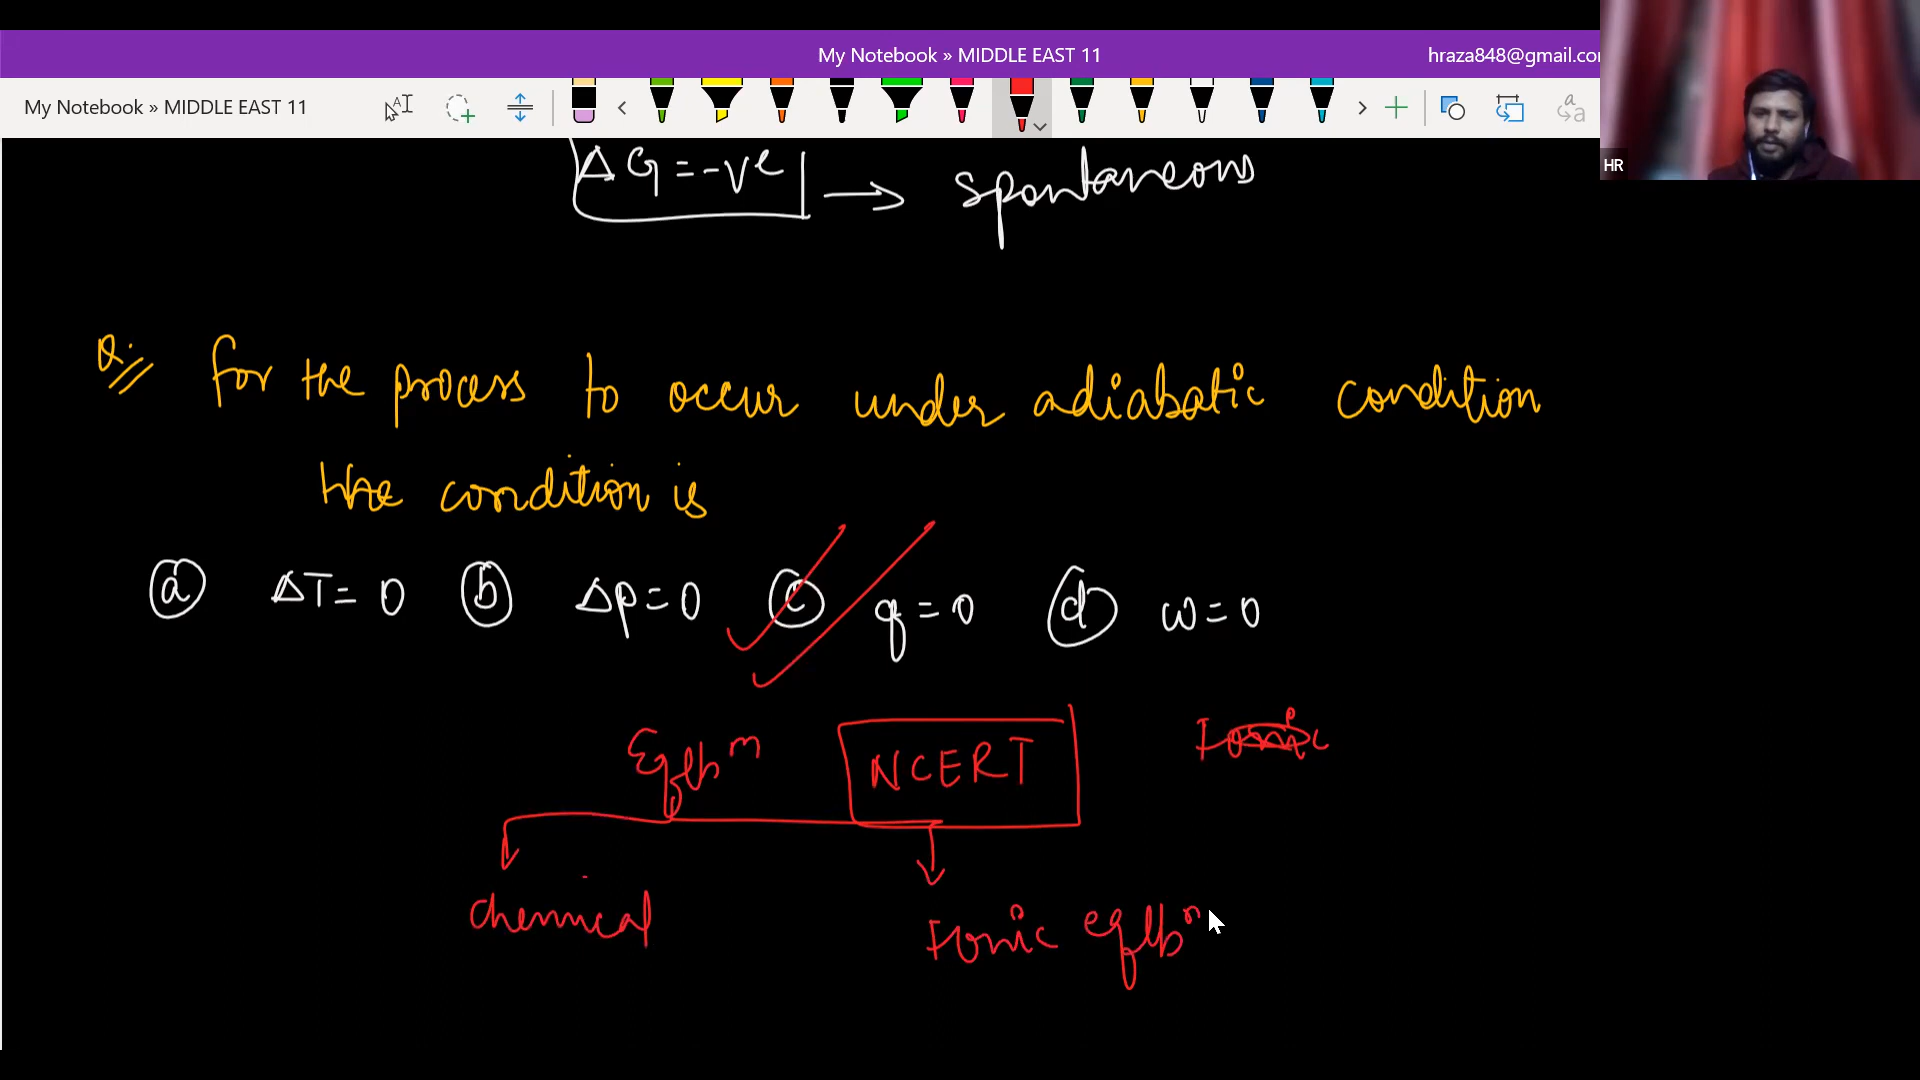 My Notebook » MIDDLE EAST 11
hraza848@gmail.co
My Notebook » MIDDLE EAST 11
HR
ΔG = -ve → spontaneous
Q. For the process to occur under adiabatic condition
the condition is
(a) ΔT = 0 (b) Δp = 0 (c) q = 0 (d) w = 0
Eqlbm NCERT Ionic
chemical
Ionic eqlbn